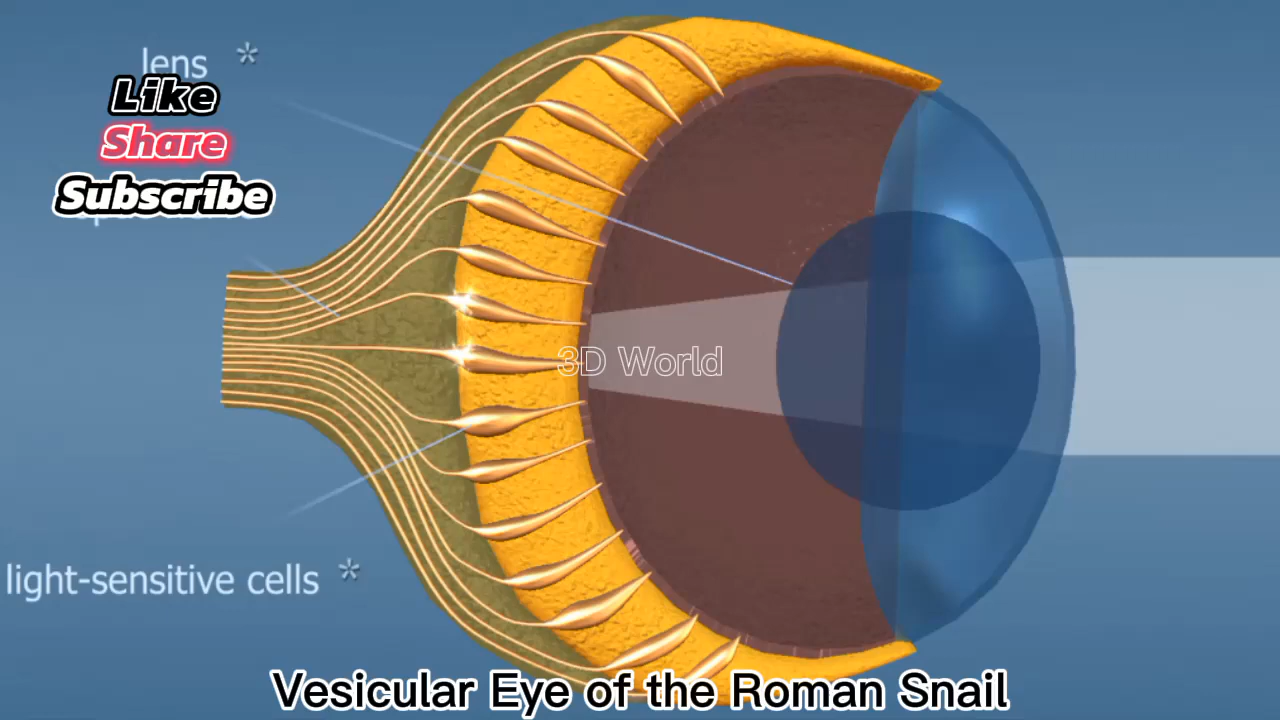 lens *
Like
Share
Subscribe
3D World
light-sensitive cells *
Vesicular Eye of the Roman Snail